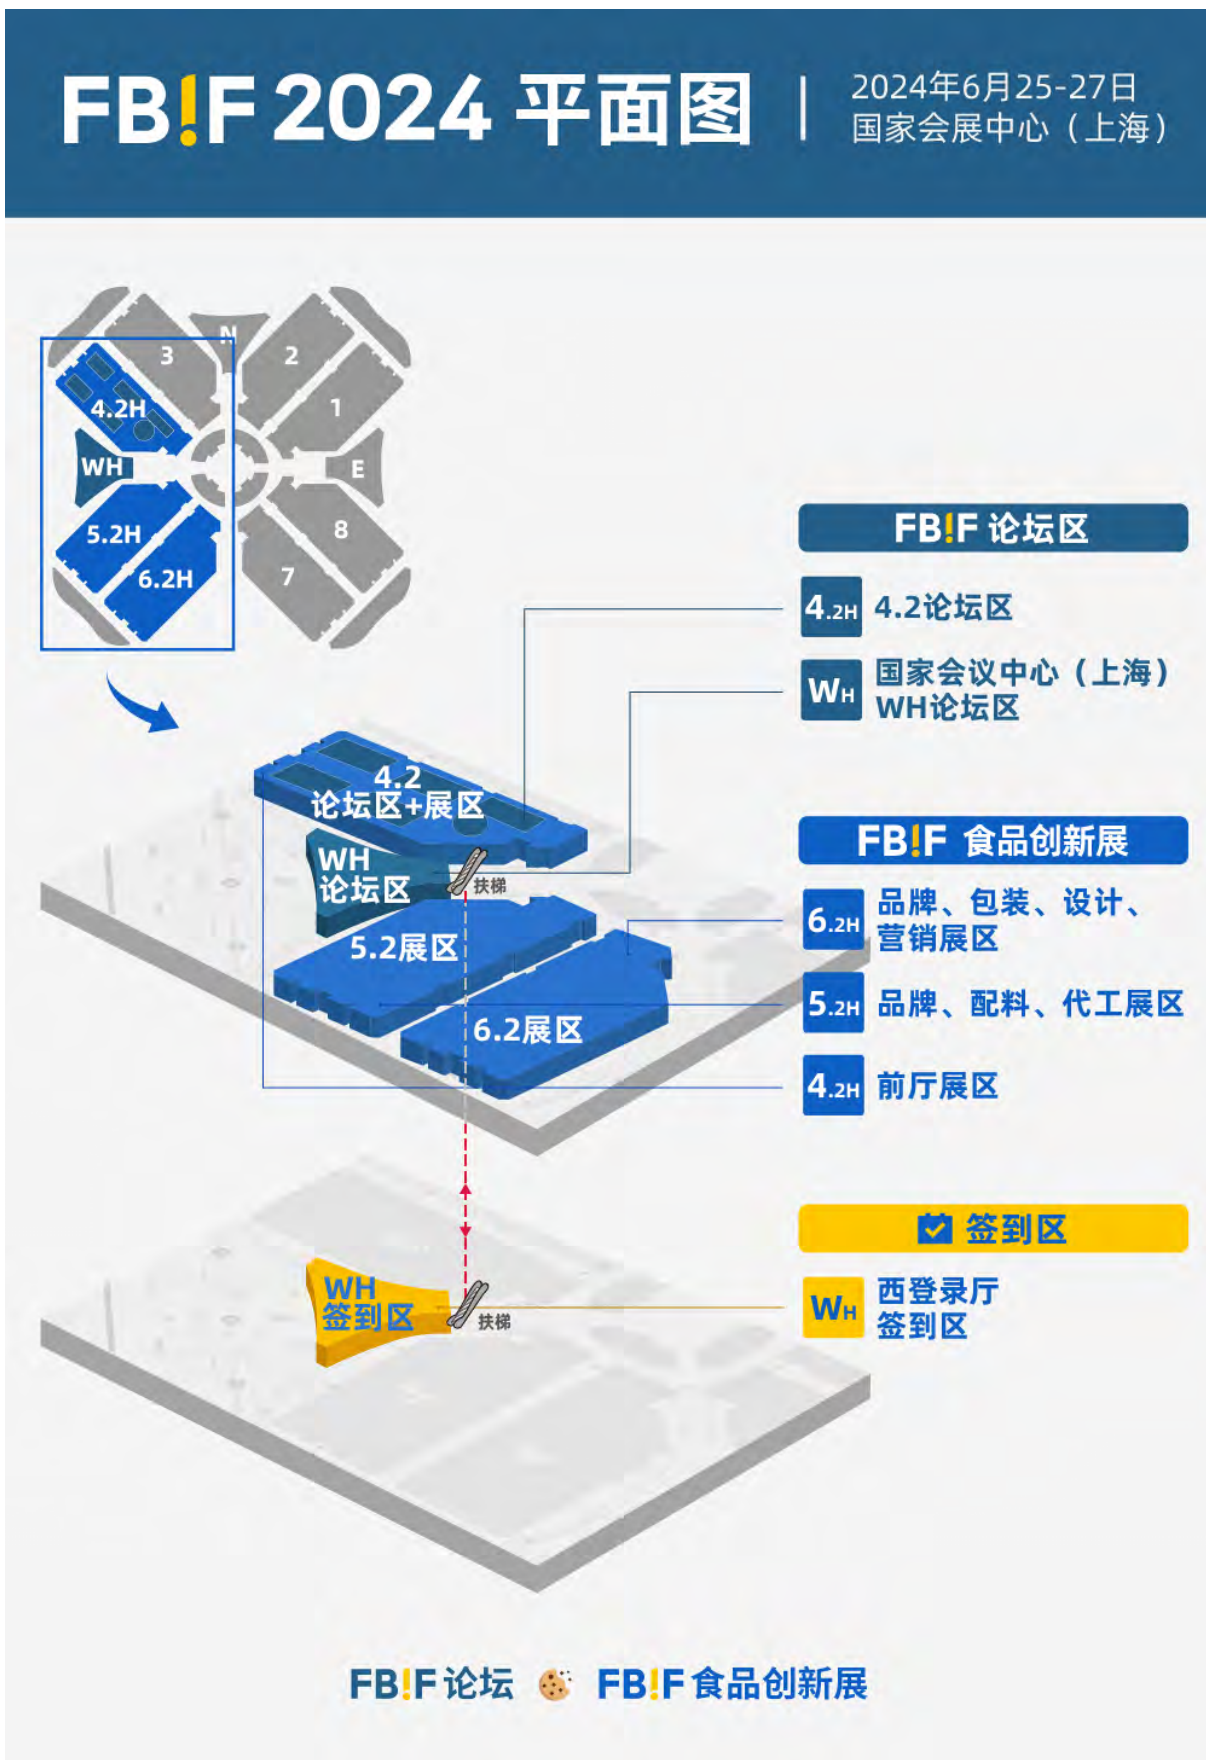 FB!F 2024 平面图
2024年6月25-27日
国家会展中心（上海）
N
3
2
4.2H
1
WH
E
5.2H
8
6.2H
7
FB!F 论坛区
4.2H 4.2论坛区
WH 国家会议中心（上海）
WH论坛区
4.2
论坛区+展区
WH
论坛区
扶梯
5.2展区
6.2展区
FB!F 食品创新展
6.2H 品牌、包装、设计、
营销展区
5.2H 品牌、配料、代工展区
4.2H 前厅展区
签到区
WH 西登录厅
签到区
WH
签到区
扶梯
FB!F 论坛 FB!F 食品创新展